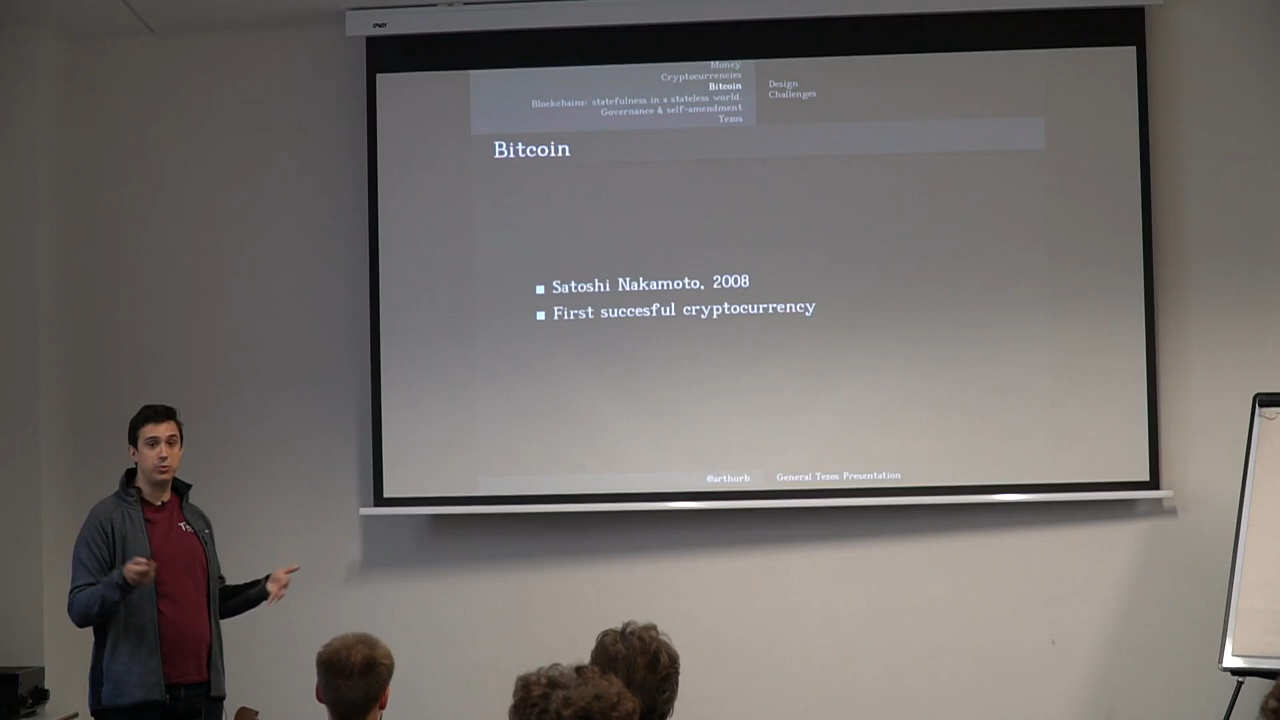 Money
Cryptocurrencies
Bitcoin
Blockchains: statefulness in a stateless world.
Governance & self-amendment
Tezos
Design
Challenges
Bitcoin
Satoshi Nakamoto, 2008
First succesful cryptocurrency
@arthurb
General Tezos Presentation